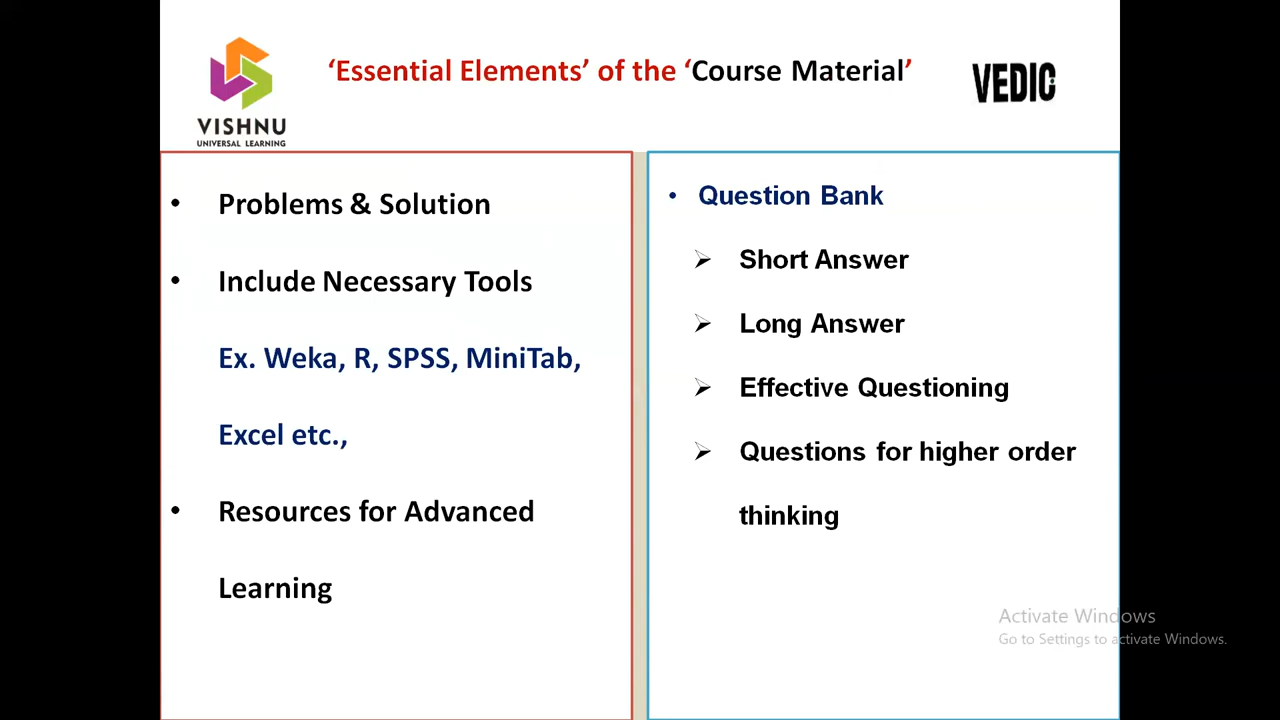 ‘Essential Elements’ of the ‘Course Material’
VISHNU
UNIVERSAL LEARNING
VEDIC
• Problems & Solution
• Include Necessary Tools
Ex. Weka, R, SPSS, MiniTab,
Excel etc.,
• Resources for Advanced
Learning
• Question Bank
➢ Short Answer
➢ Long Answer
➢ Effective Questioning
➢ Questions for higher order
thinking
Activate Windows
Go to Settings to activate Windows.